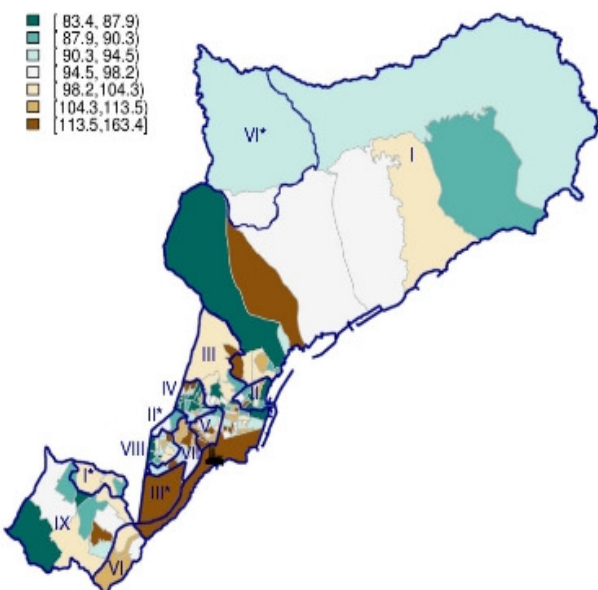 [ 83.4, 87.9)
[ 87.9, 90.3)
[ 90.3, 94.5)
[ 94.5, 98.2)
[ 98.2,104.3)
[104.3,113.5)
[113.5,163.4]
VI*
I
III
IV
II
II*
V
VIII
VII
I*
III*
IX
VI